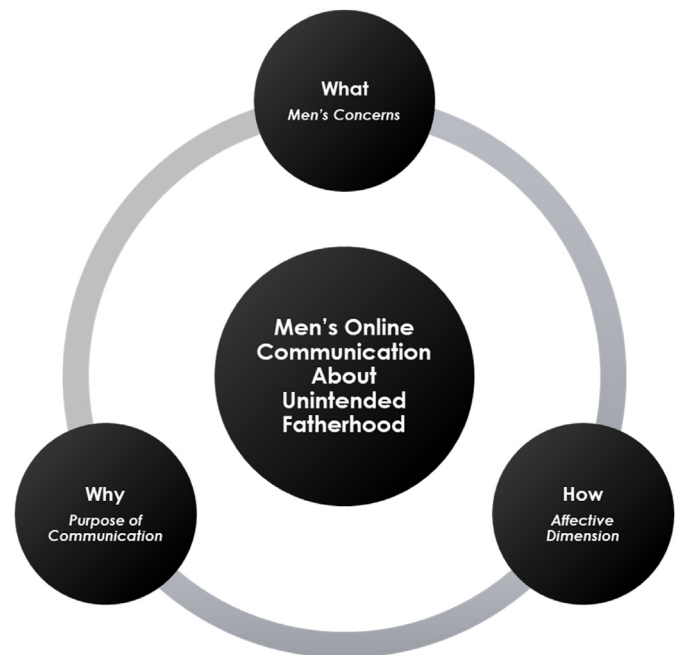 What
Men's Concerns
Men's Online
Communication
About
Unintended
Fatherhood
Why
Purpose of
Communication
How
Affective
Dimension